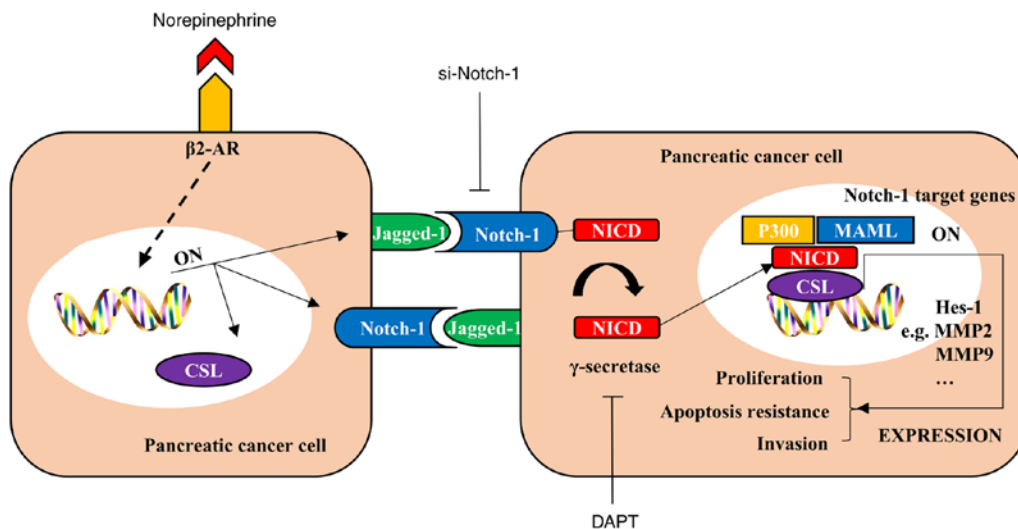 Norepinephrine
β2-AR
ON
CSL
Pancreatic cancer cell
si-Notch-1
Jagged-1
Notch-1
Notch-1
Jagged-1
Pancreatic cancer cell
NICD
NICD
γ-secretase
DAPT
Notch-1 target genes
P300
MAML
ON
NICD
CSL
Hes-1
e.g. MMP2
MMP9
...
Proliferation
Apoptosis resistance
Invasion
EXPRESSION